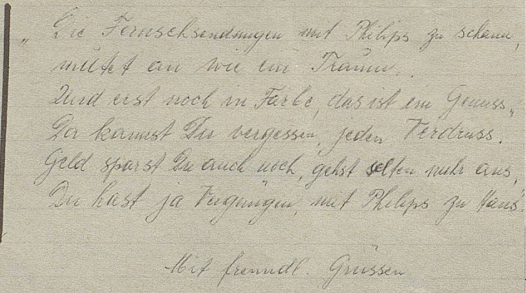 „Die Fernsehsendungen mit Philips zu schauen,
mutet an wie ein Traum.
Und erst noch in Farbe, das ist ein Genuss,
Da kannst Du vergessen, jeden Verdruss.
Geld sparst Du auch noch, gehst selten mehr aus,
Du hast ja Vergnügen, mit Philips zu Haus."
Mit freundl. Grüssen